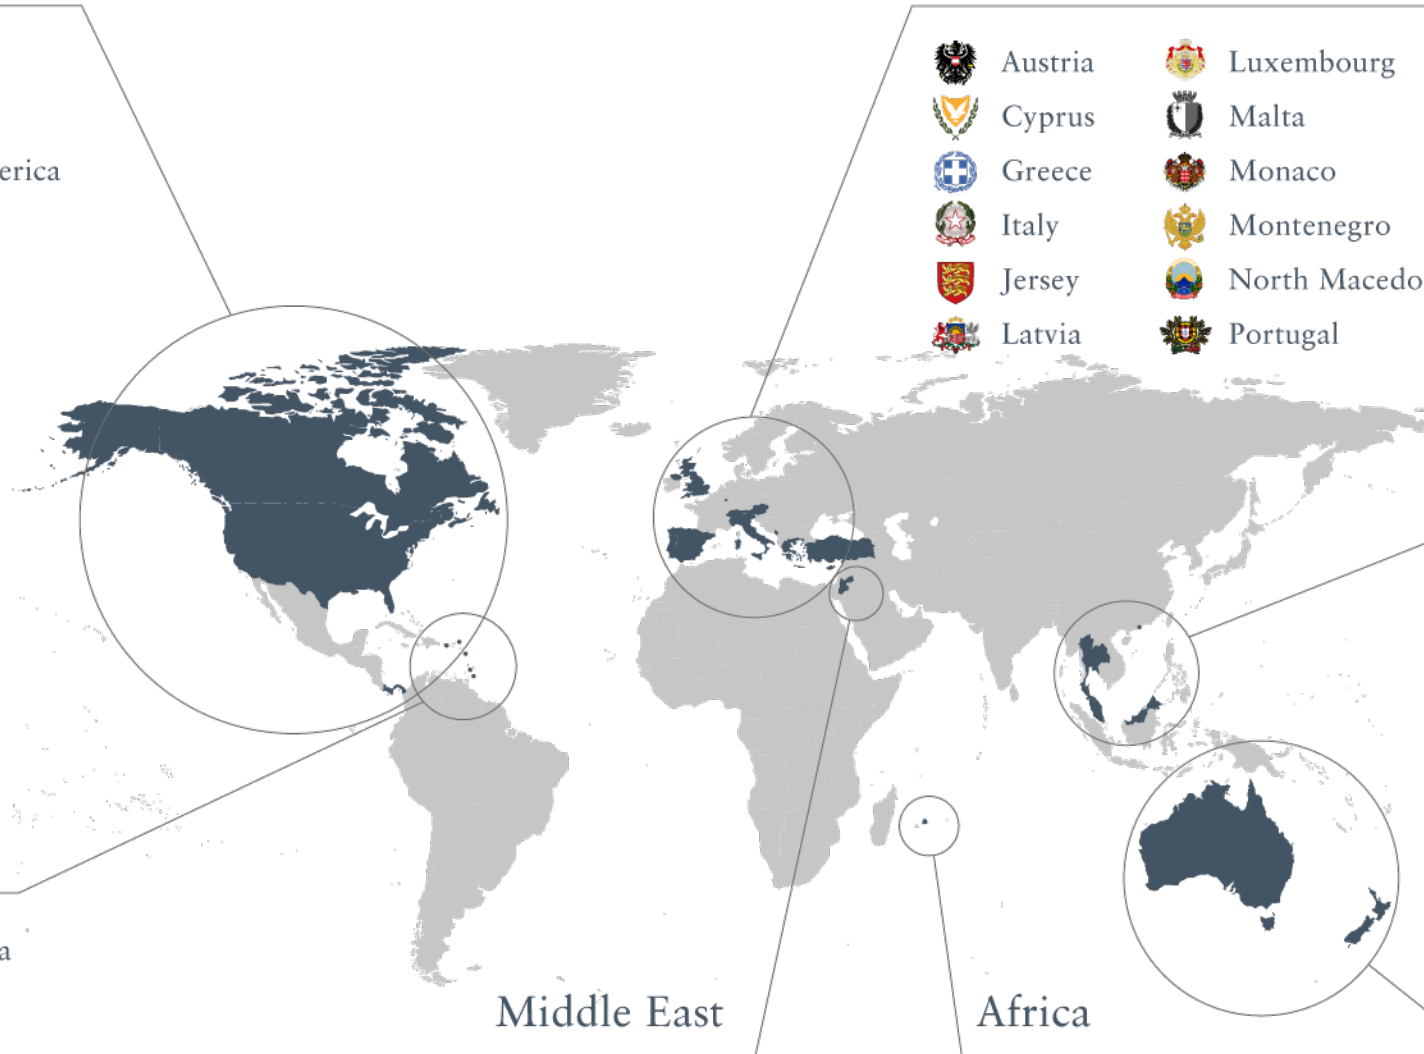 erica
Austria
Cyprus
Greece
Italy
Jersey
Latvia
Luxembourg
Malta
Monaco
Montenegro
North Macedo
Portugal
a
Middle East
Africa